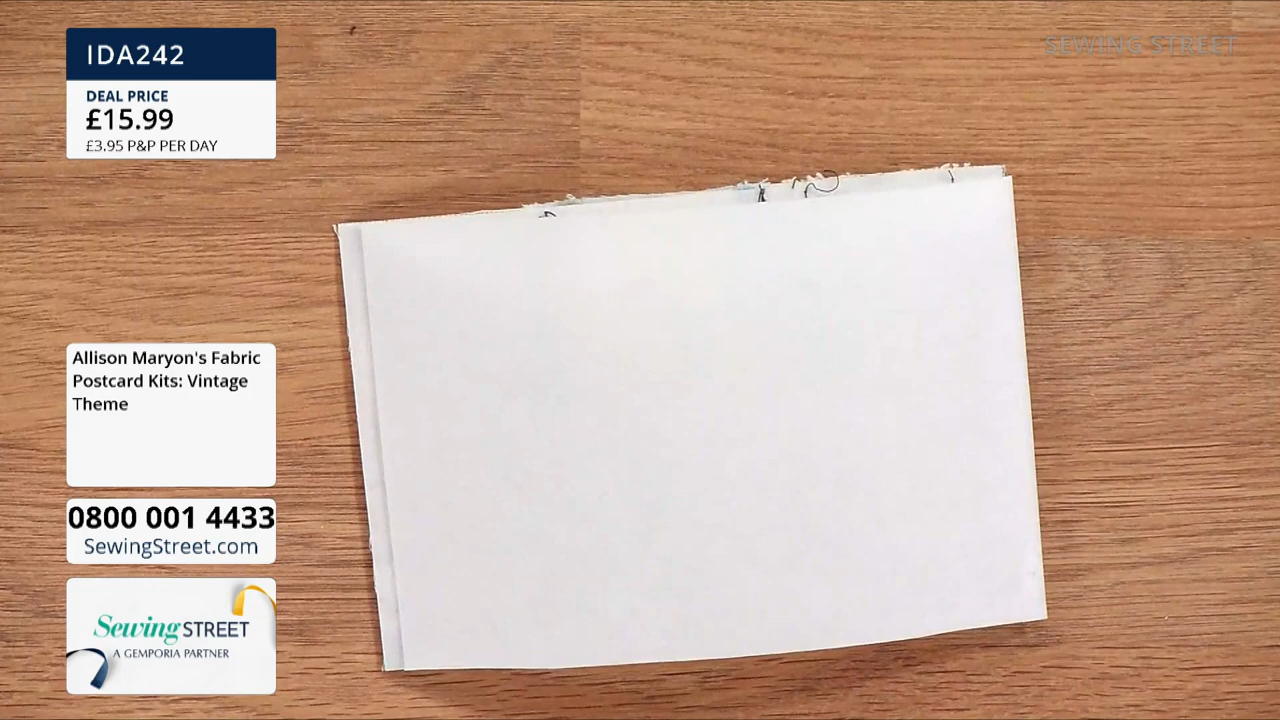 IDA242
DEAL PRICE
£15.99
£3.95 P&P PER DAY
SEWING STREET
Allison Maryon's Fabric
Postcard Kits: Vintage
Theme
0800 001 4433
SewingStreet.com
Sewing STREET
A GEMPORIA PARTNER